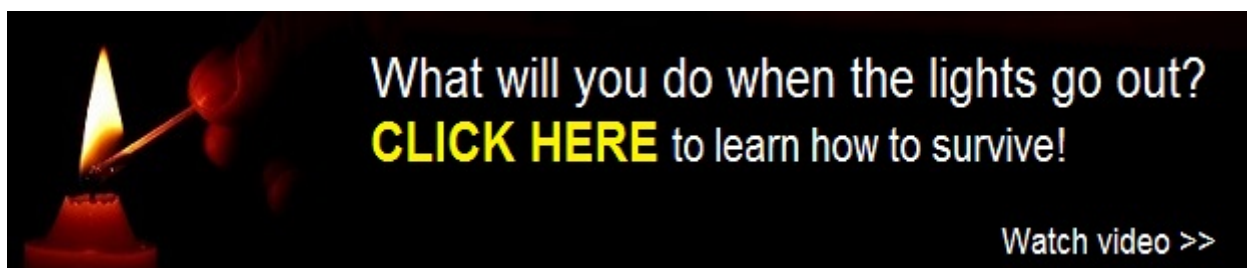 What will you do when the lights go out?
CLICK HERE to learn how to survive!
Watch video >>